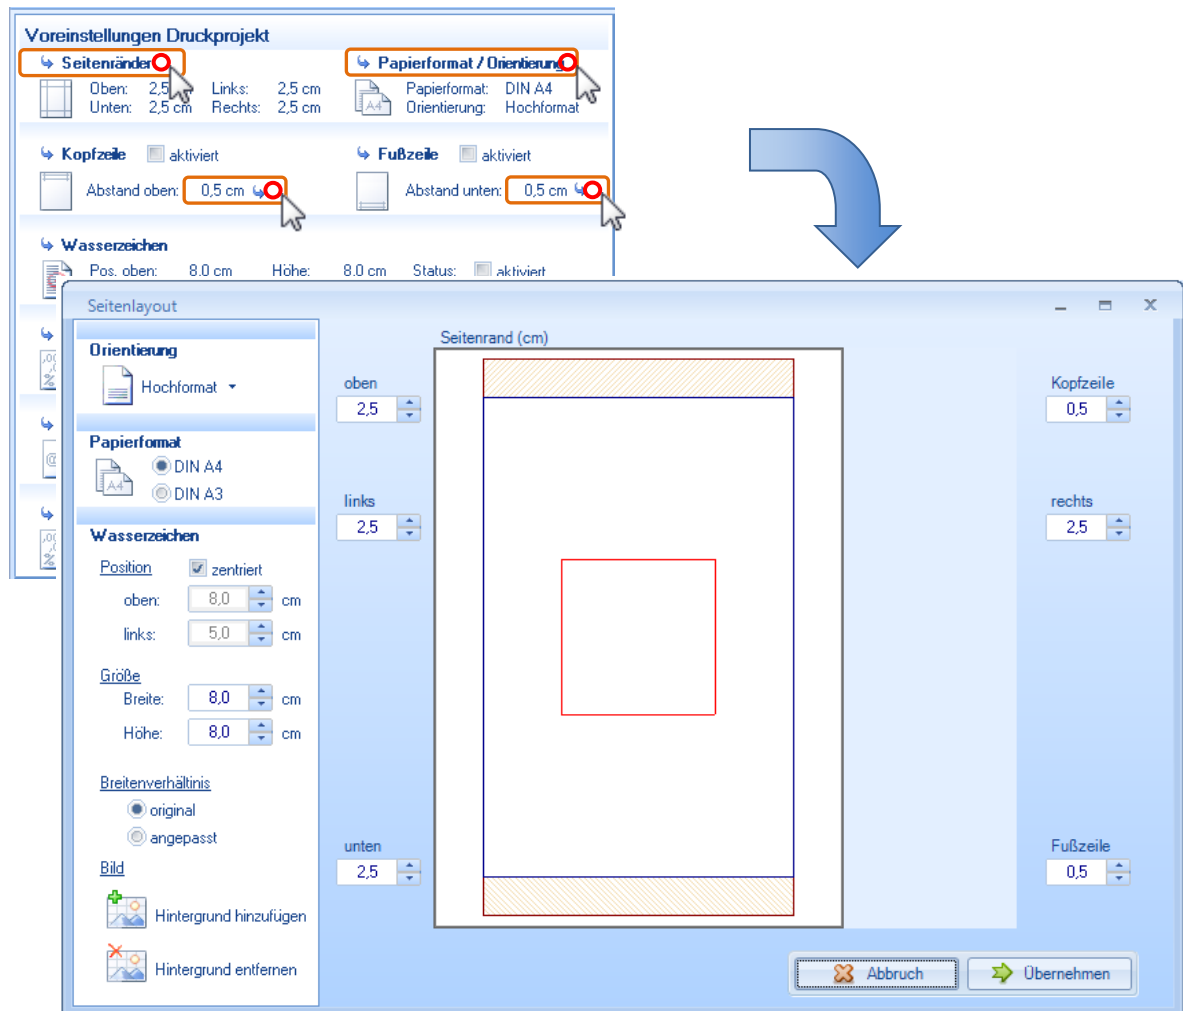 Voreinstellungen Druckprojekt
Seitenränder
Papierformat / Orientierung
Oben: 2,5 Links: 2,5 cm
Papierformat: DIN A4
Unten: 2,5 cm Rechts: 2,5 cm
Orientierung: Hochformat
A4
Kopfzeile aktiviert
Fußzeile aktiviert
Abstand oben: 0,5 cm
Abstand unten: 0,5 cm
Wasserzeichen
Pos. oben: 8.0 cm Höhe: 8.0 cm Status: aktiviert
Seitenlayout
Orientierung
Hochformat
Papierformat
A4
DIN A4
DIN A3
Wasserzeichen
Position zentriert
oben: 8,0 cm
links: 5,0 cm
Größe
Breite: 8,0 cm
Höhe: 8,0 cm
Breitenverhältnis
original
angepasst
Bild
Hintergrund hinzufügen
Hintergrund entfernen
Seitenrand (cm)
oben
2,5
links
2,5
unten
2,5
Kopfzeile
0,5
rechts
2,5
Fußzeile
0,5
Abbruch
Übernehmen